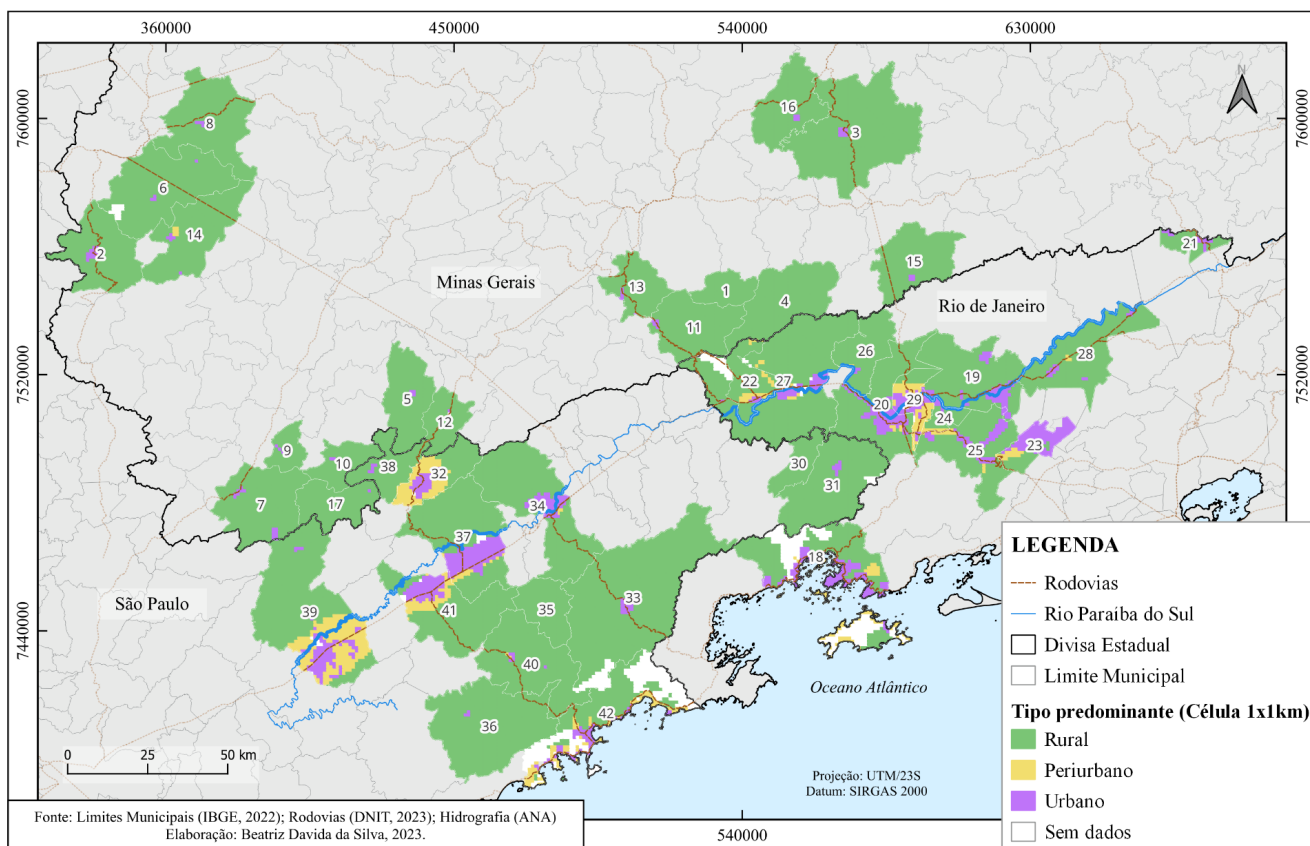 360000
450000
540000
630000
N
7600000
7600000
16
3
8
6
14
2
Minas Gerais
13
1
4
15
21
Rio de Janeiro
11
26
7520000
7520000
22
27
19
28
20
29
24
23
25
5
12
9
10
38
32
7
17
30
31
34
37
18
São Paulo
39
41
35
33
7440000
40
36
42
Oceano Atlântico
0
25
50 km
Projeção: UTM/23S
Datum: SIRGAS 2000
LEGENDA
Rodovias
Rio Paraíba do Sul
Divisa Estadual
Limite Municipal
Tipo predominante (Célula 1x1km)
Rural
Periurbano
Urbano
Sem dados
Fonte: Limites Municipais (IBGE, 2022); Rodovias (DNIT, 2023); Hidrografia (ANA)
Elaboração: Beatriz Davida da Silva, 2023.
540000